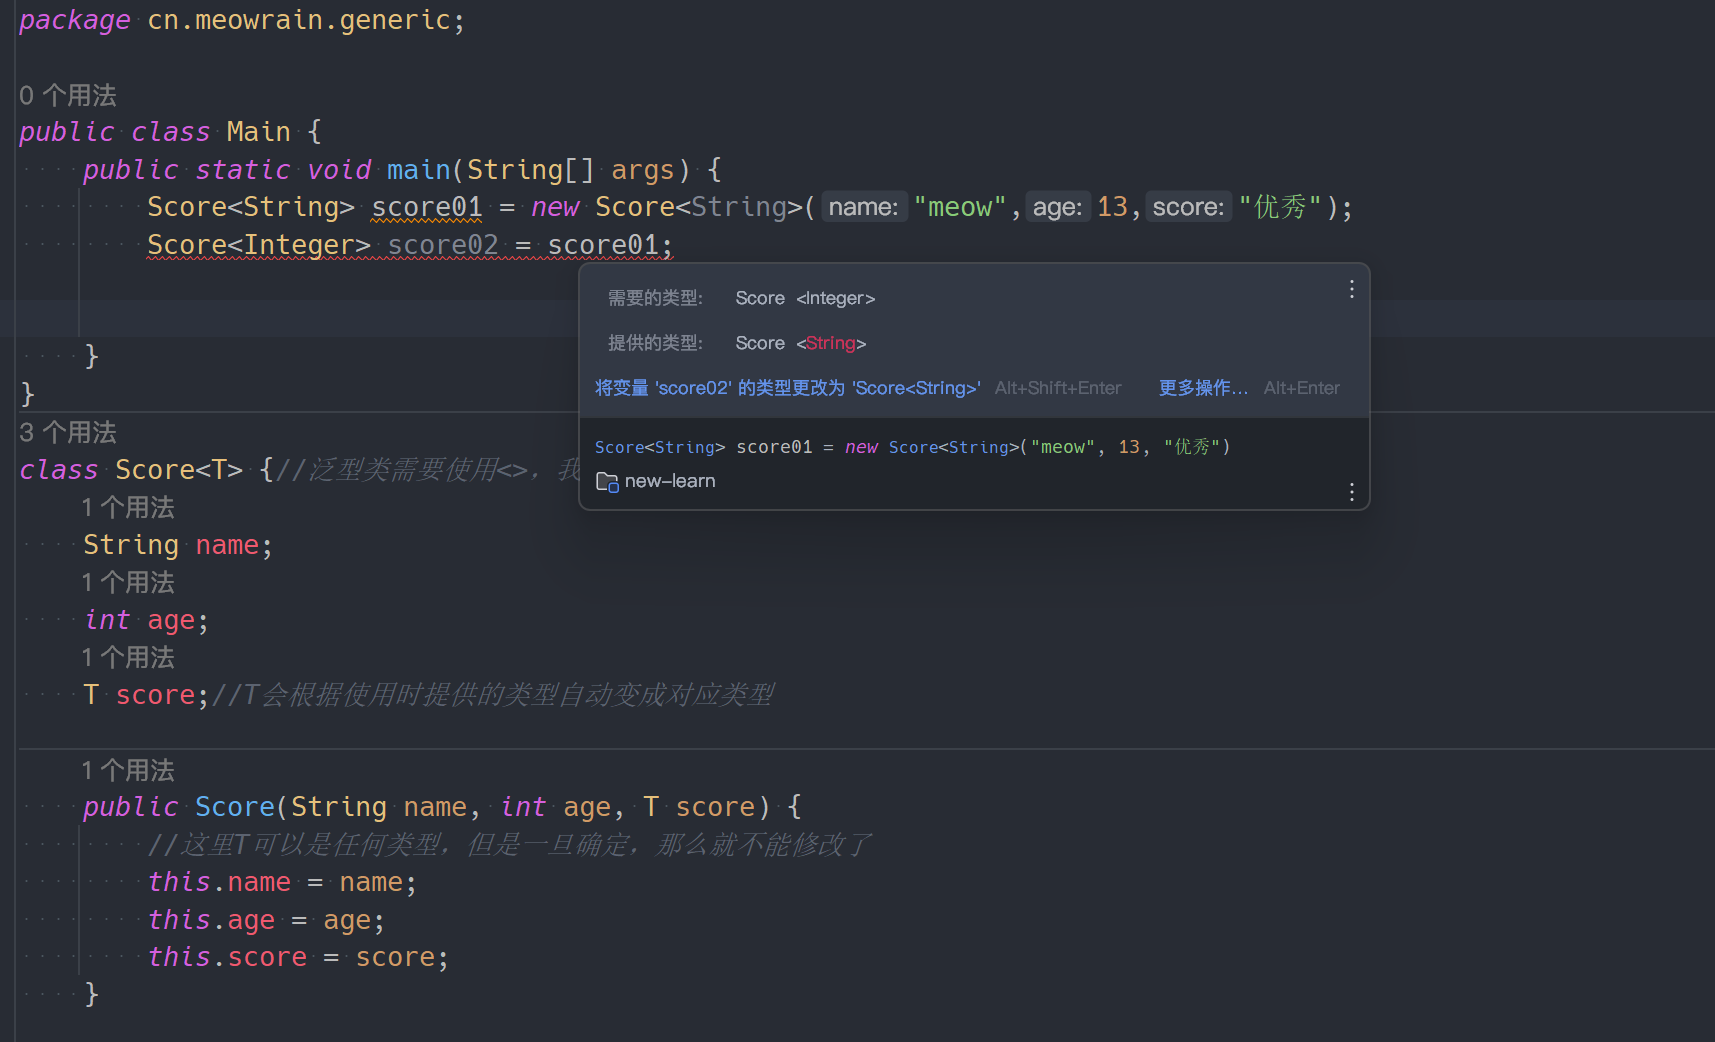 package cn.meowrain.generic;
0 个用法
public class Main {
public static void main(String[] args) {
Score<String> score01 = new Score<String>( name: "meow", age: 13, score: "优秀");
Score<Integer> score02 = score01;
需要的类型: Score <Integer>
提供的类型: Score <String>
将变量 'score02' 的类型更改为 'Score<String>' Alt+Shift+Enter 更多操作... Alt+Enter
}
}
Score<String> score01 = new Score<String>("meow", 13, "优秀")
new-learn
3 个用法
class Score<T> {//泛型类需要使用<>，我
1 个用法
String name;
1 个用法
int age;
1 个用法
T score;//T会根据使用时提供的类型自动变成对应类型
1 个用法
public Score(String name, int age, T score) {
//这里T可以是任何类型，但是一旦确定，那么就不能修改了
this.name = name;
this.age = age;
this.score = score;
}